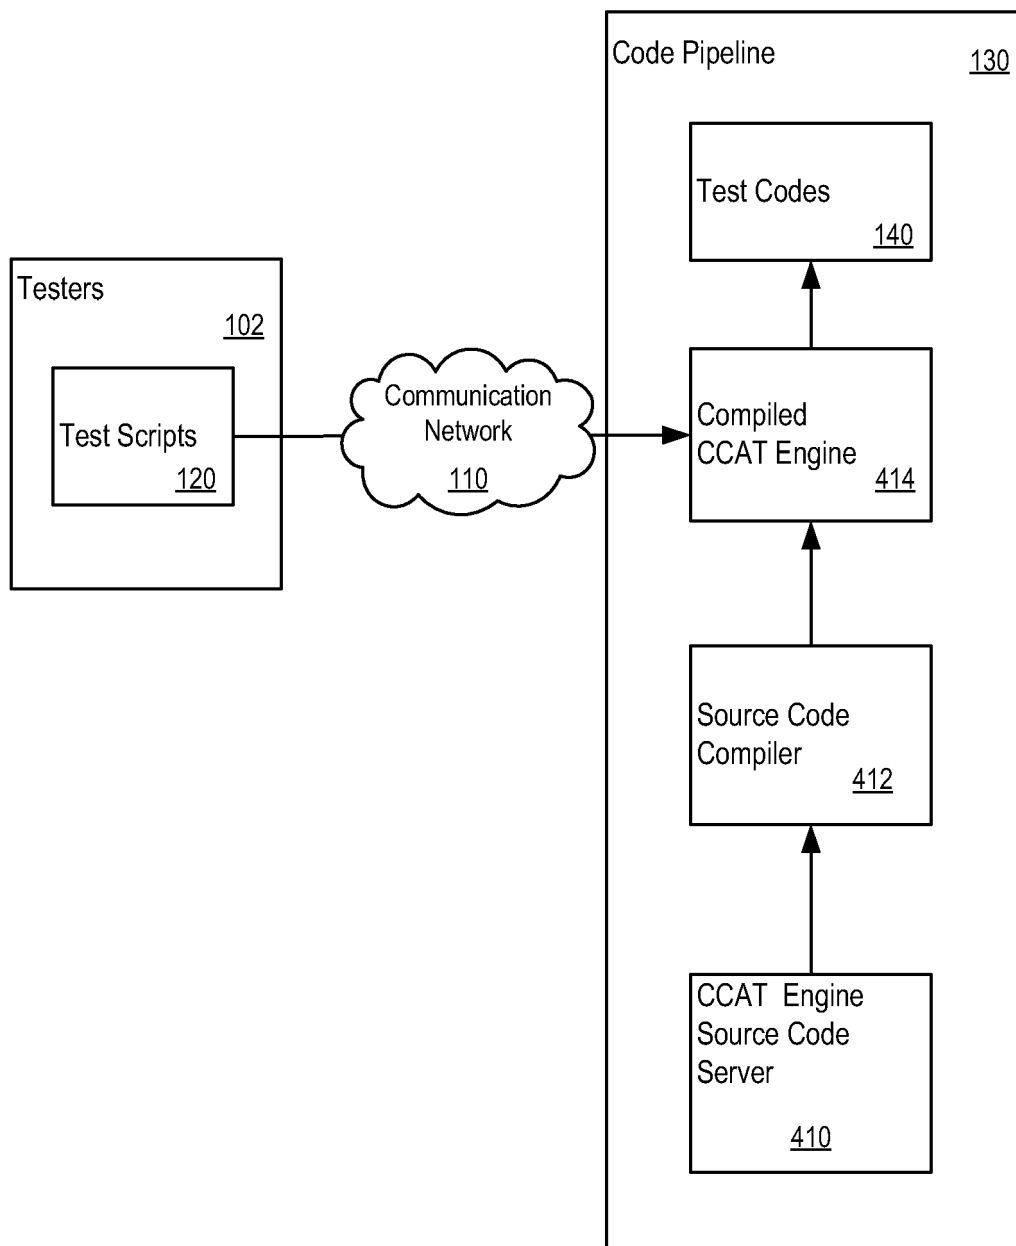 Code Pipeline
130
Test Codes
140
Testers
102
Test Scripts
120
Communication
Network
110
Compiled
CCAT Engine
414
Source Code
Compiler
412
CCAT Engine
Source Code
Server
410